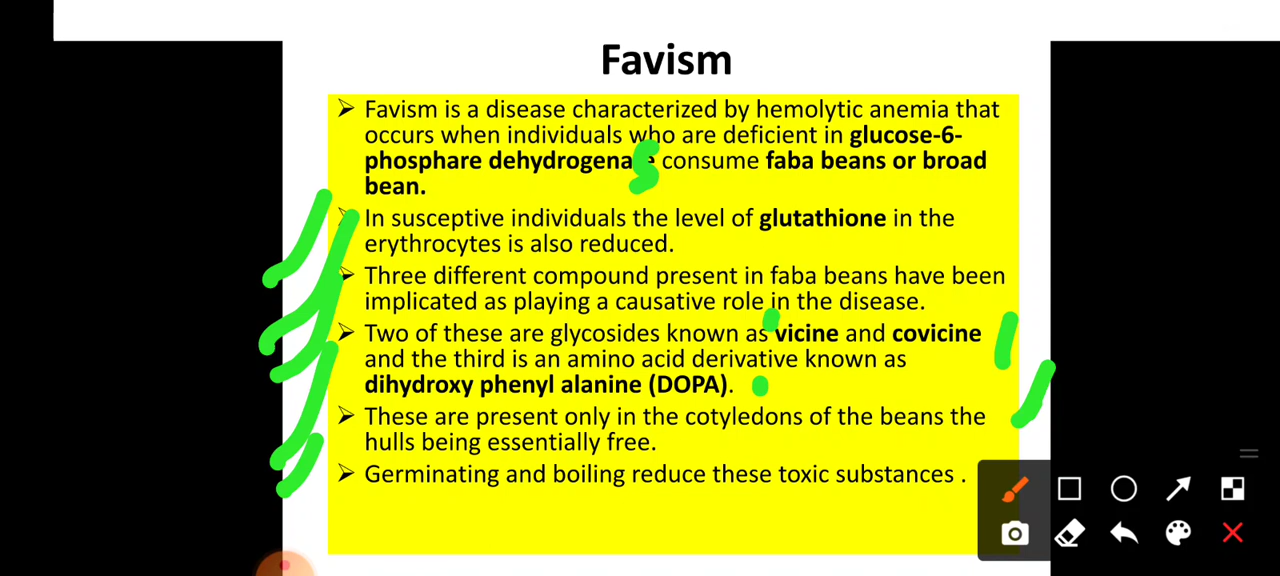 Favism
➢ Favism is a disease characterized by hemolytic anemia that
occurs when individuals who are deficient in glucose-6-
phosphare dehydrogenase consume faba beans or broad
bean.
➢ In susceptive individuals the level of glutathione in the
erythrocytes is also reduced.
➢ Three different compound present in faba beans have been
implicated as playing a causative role in the disease.
➢ Two of these are glycosides known as vicine and covicine
and the third is an amino acid derivative known as
dihydroxy phenyl alanine (DOPA).
➢ These are present only in the cotyledons of the beans the
hulls being essentially free.
➢ Germinating and boiling reduce these toxic substances .